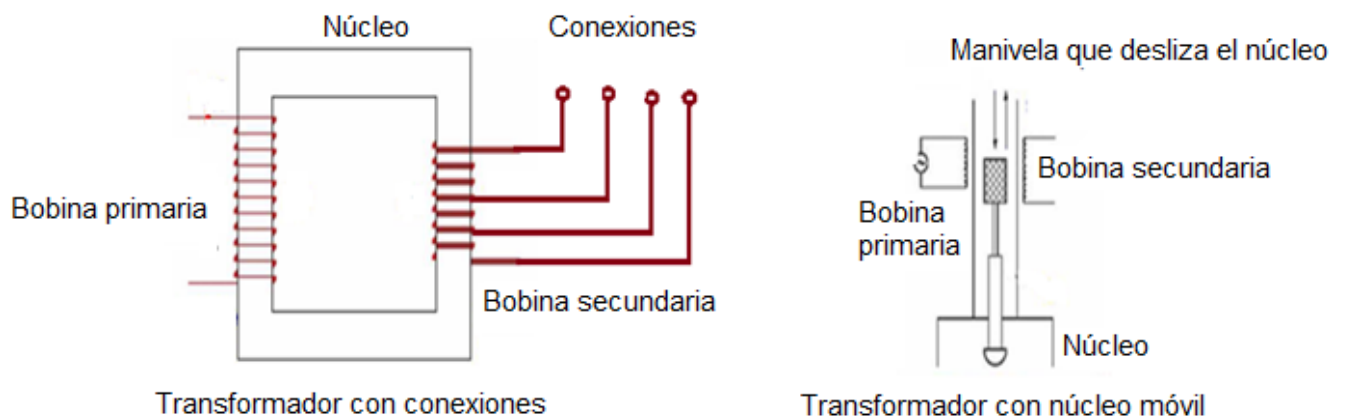 Núcleo
Conexiones
Bobina primaria
Bobina secundaria
Transformador con conexiones
Manivela que desliza el núcleo
Bobina secundaria
Bobina
primaria
Núcleo
Transformador con núcleo móvil